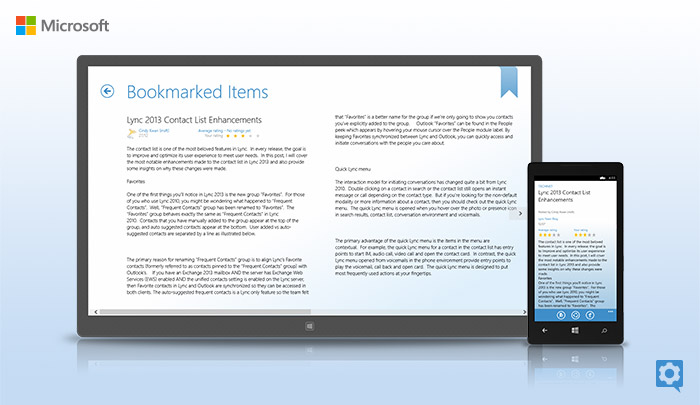 Microsoft
Bookmarked Items
Lync 2013 Contact List Enhancements
Average rating - No ratings yet
Your rating
The contact list is one of the most beloved features in Lync. In every release, the goal is
to improve and optimize its user experience to meet user needs. In this post, I will cover
the most notable enhancements made to the contact list in Lync 2013 and also provide
some insights on why these changes were made.
Favorites
One of the first things you'll notice in Lync 2013 is the new group "Favorites". For those
of you who use Lync 2010, you might be wondering what happened to "Frequent
Contacts". Well, "Frequent Contacts" group has been renamed to "Favorites". The
"Favorites" group behaves exactly the same as "Frequent Contacts" in Lync
2010. Contacts that you have manually added to the group appear at the top of the
group, and auto suggested contacts appear at the bottom. User added vs auto-
suggested contacts are separated by a line as illustrated below.
The primary reason for renaming "Frequent Contacts" group is to align Lync's Favorite
contacts (formerly referred to as contacts pinned to the "Frequent Contacts" group) with
Outlook's. If you have an Exchange 2013 mailbox AND the server has Exchange Web
Services (EWS) enabled AND the unified contacts setting is enabled on the Lync server,
then Favorite contacts in Lync and Outlook are synchronized so they can be accessed in
both clients. The auto-suggested frequent contacts is a Lync only feature so the team felt
that "Favorites" is a better name for the group if we're only going to show you contacts
you've explicitly added to the group. Outlook "Favorites" can be found in the People
peek which appears by hovering your mouse cursor over the People module label. By
keeping Favorites synchronized between Lync and Outlook, you can quickly access and
initiate conversations with the people you care about.
Quick Lync menu
The interaction model for initiating conversations has changed quite a bit from Lync
2010. Double clicking on a contact in search or the contact list still opens an instant
message or call depending on the contact type. But if you're looking for the non-default
modality or more information about a contact, then you should check out the quick Lync
menu. The quick Lync menu is opened when you hover over the photo or presence icon
in search results, contact list, conversation environment and voicemails.
The primary advantage of the quick Lync menu is the items in the menu are
contextual. For example, the quick Lync menu for a contact in the contact list has entry
points to start IM, audio call, video call and open the contact card. In contrast, the quick
Lync menu opened from voicemails in the phone environment provide entry points to
play the voicemail, call back and open card. The quick Lync menu is designed to put
most frequently used actions at your fingertips.
Lync 2013 Contact List
Enhancements
Average rating
Your rating
The contact list is one of the most beloved
features in Lync. In every release, the goal is
to improve and optimize its user experience
to meet user needs. In this post, I will cover
the most notable enhancements made to the
contact list in Lync 2013 and also provide
some insights on why these changes were
made.
Favorites
One of the first things you'll notice in Lync
2013 is the new group "Favorites". For those
of you who use Lync 2010, you might be
wondering what happened to "Frequent
Contacts". Well, "Frequent Contacts" group
has been renamed to "Favorites". The